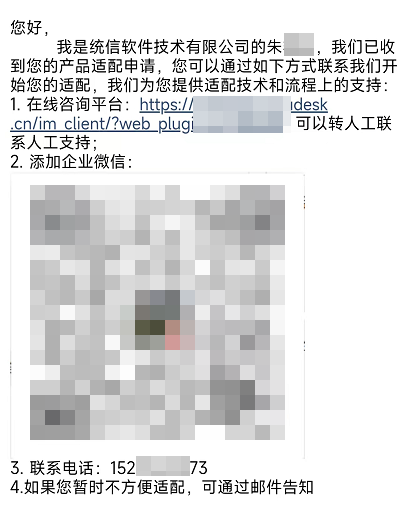 您好，
我是统信软件技术有限公司的朱，我们已收
到您的产品适配申请，您可以通过如下方式联系我们开
始您的适配，我们为您提供适配技术和流程上的支持：
1. 在线咨询平台：https://udesk
.cn/im_client/?web_plugi 可以转人工联
系人工支持；
2. 添加企业微信：
3. 联系电话：152 73
4.如果您暂时不方便适配，可通过邮件告知